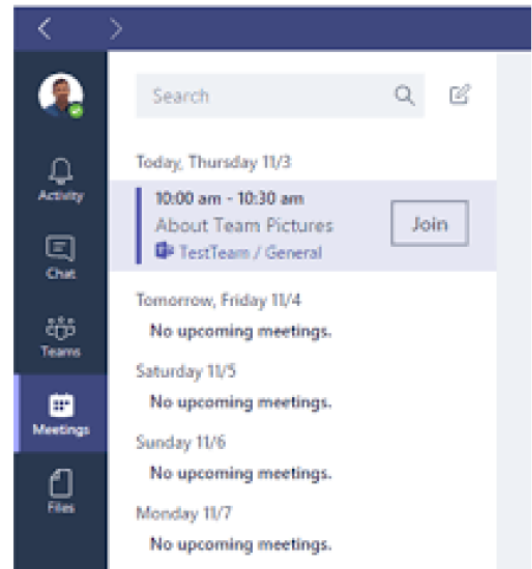 Search
Activity
Chat
Teams
Meetings
Files
Today, Thursday 11/3
10:00 am - 10:30 am
About Team Pictures
TestTeam / General
Join
Tomorrow, Friday 11/4
No upcoming meetings.
Saturday 11/5
No upcoming meetings.
Sunday 11/6
No upcoming meetings.
Monday 11/7
No upcoming meetings.